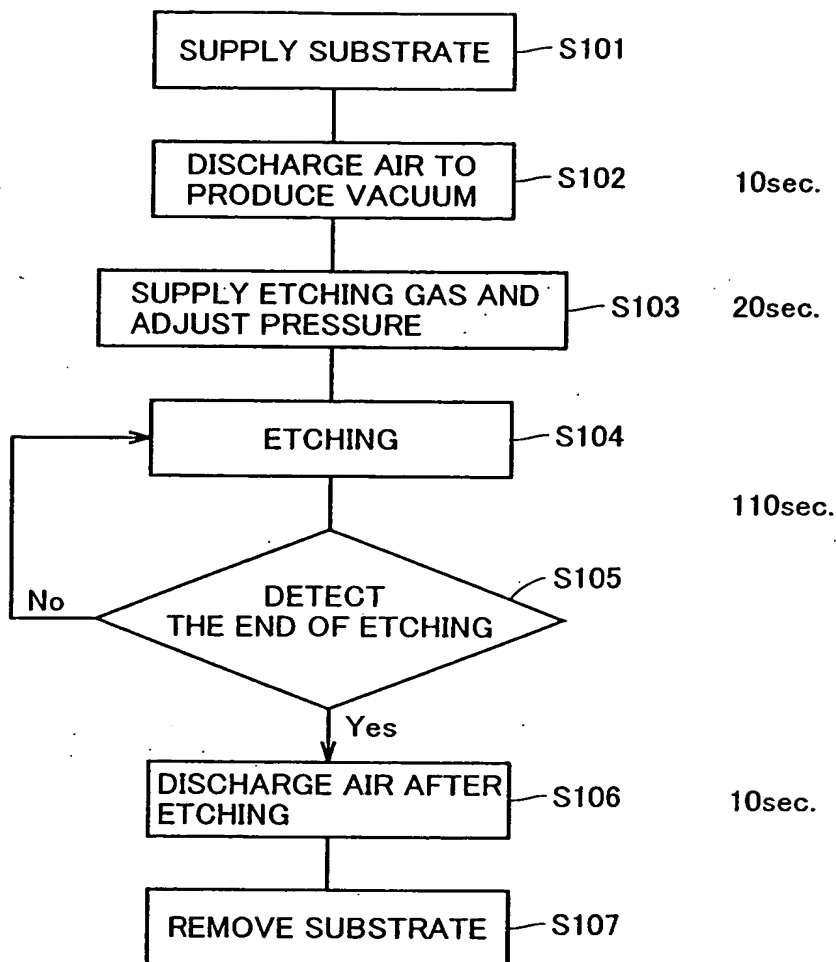 SUPPLY SUBSTRATE
S101
DISCHARGE AIR TO
PRODUCE VACUUM
S102
10sec.
SUPPLY ETCHING GAS AND
ADJUST PRESSURE
S103
20sec.
ETCHING
S104
110sec.
DETECT
THE END OF ETCHING
S105
No
Yes
DISCHARGE AIR AFTER
ETCHING
S106
10sec.
REMOVE SUBSTRATE
S107